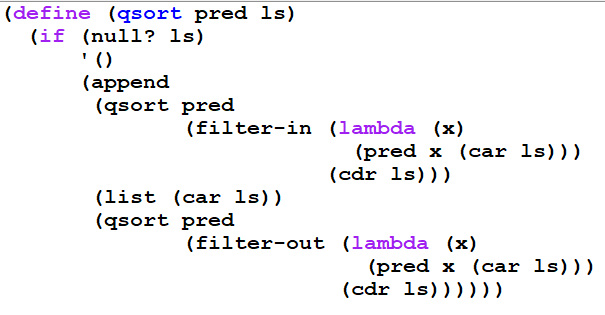 (define (qsort pred ls)
  (if (null? ls)
      '()
      (append
       (qsort pred
              (filter-in (lambda (x)
                           (pred x (car ls)))
                         (cdr ls)))
       (list (car ls))
       (qsort pred
              (filter-out (lambda (x)
                            (pred x (car ls)))
                          (cdr ls))))))